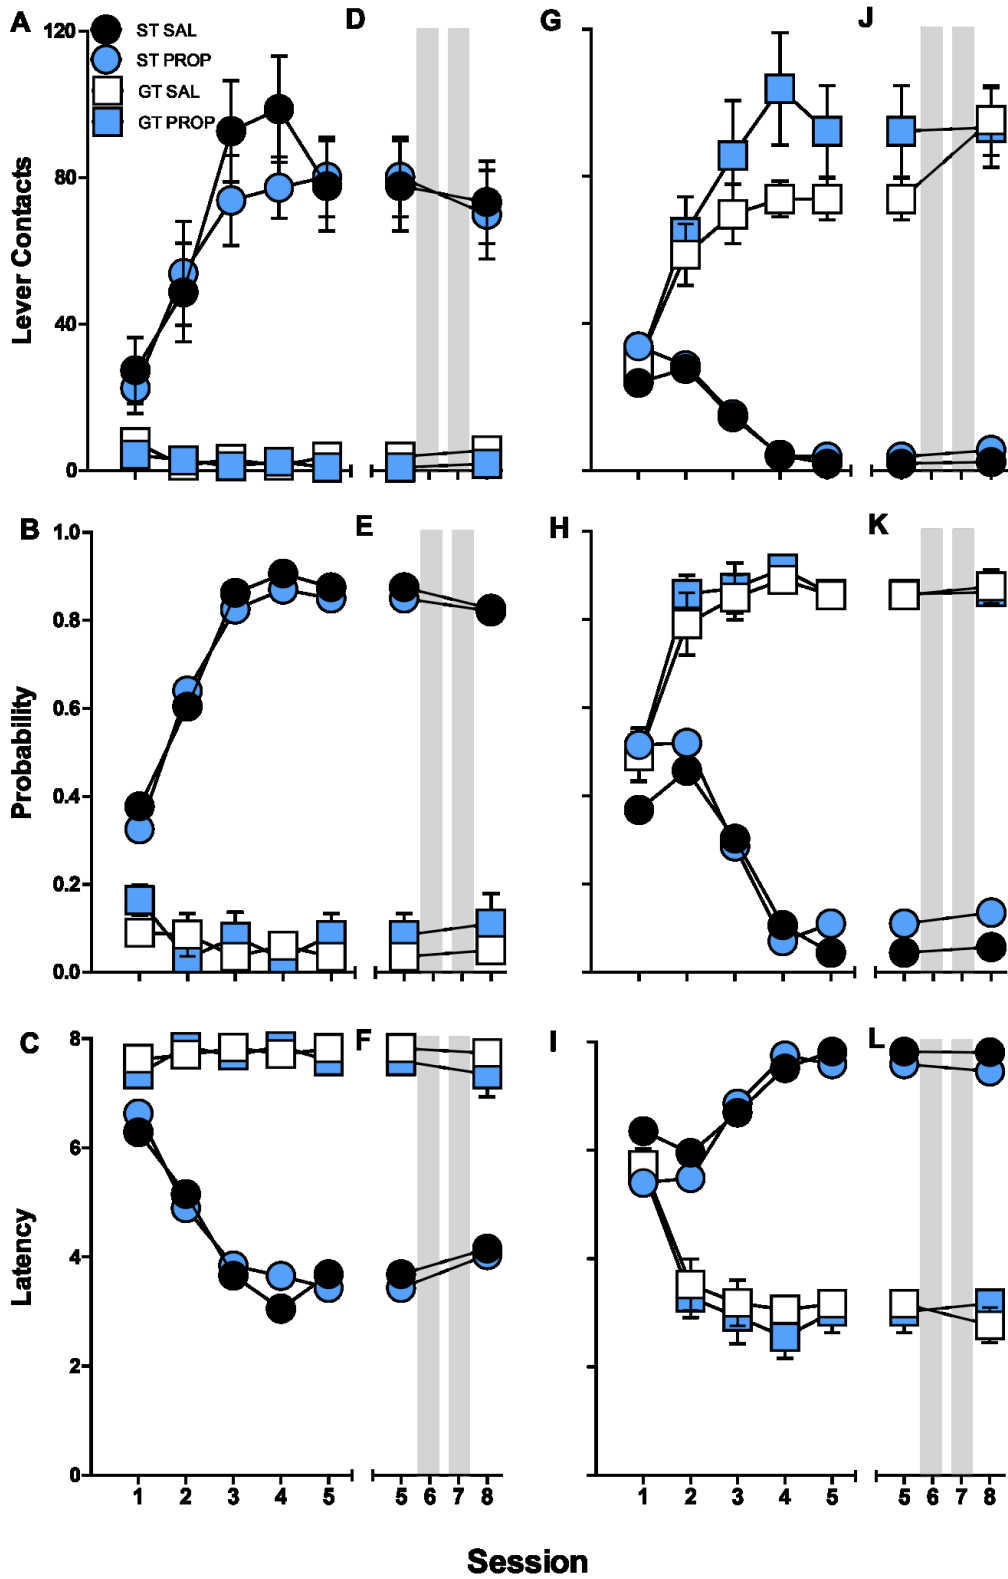 A
D
G
J
120
ST SAL
ST PROP
GT SAL
GT PROP
80
40
0
Lever Contacts
B
E
H
K
1.0
0.8
0.6
0.4
0.2
0.0
Probability
C
F
I
L
8
6
4
2
0
Latency
1 2 3 4 5 5 6 7 8 1 2 3 4 5 5 6 7 8
Session